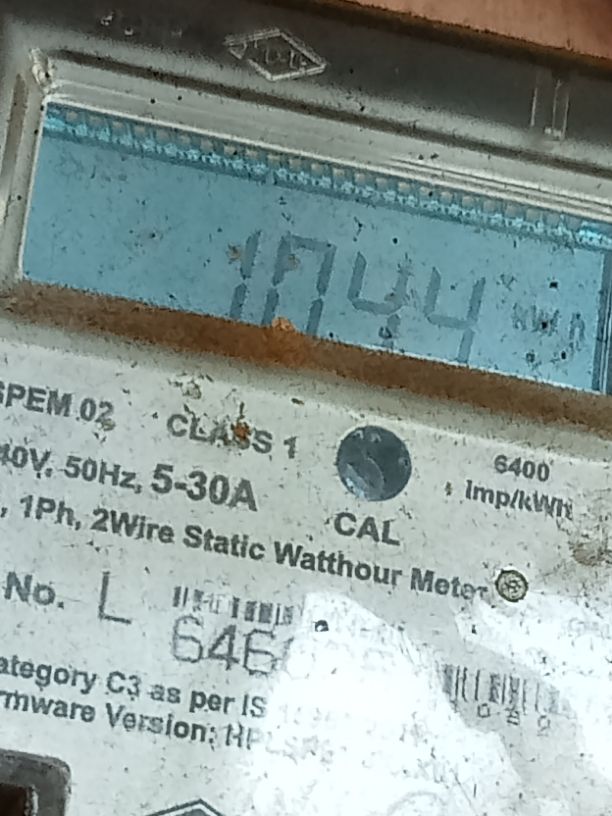 1044 kWh
SPEM 02 CLASS 1
6400
Imp/kWh
40V, 50Hz, 5-30A
CAL
, 1Ph, 2Wire Static Watthour Meter
No. L
646
ategory C3 as per IS
rmware Version: